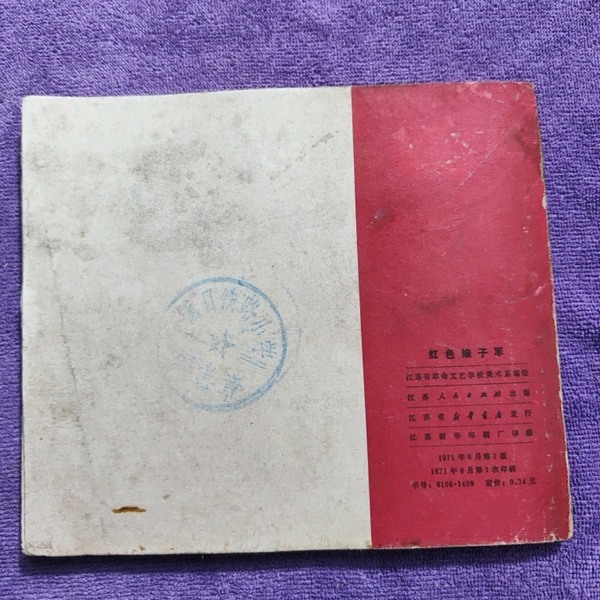 红色娘子军
江苏省革命文艺学校美术系编绘
江苏人民出版社出版
江苏省新华书店发行
江苏新华印刷厂印刷
1971年6月第1版
1971年6月第1次印刷
书号：8100·1409 定价：0.24元